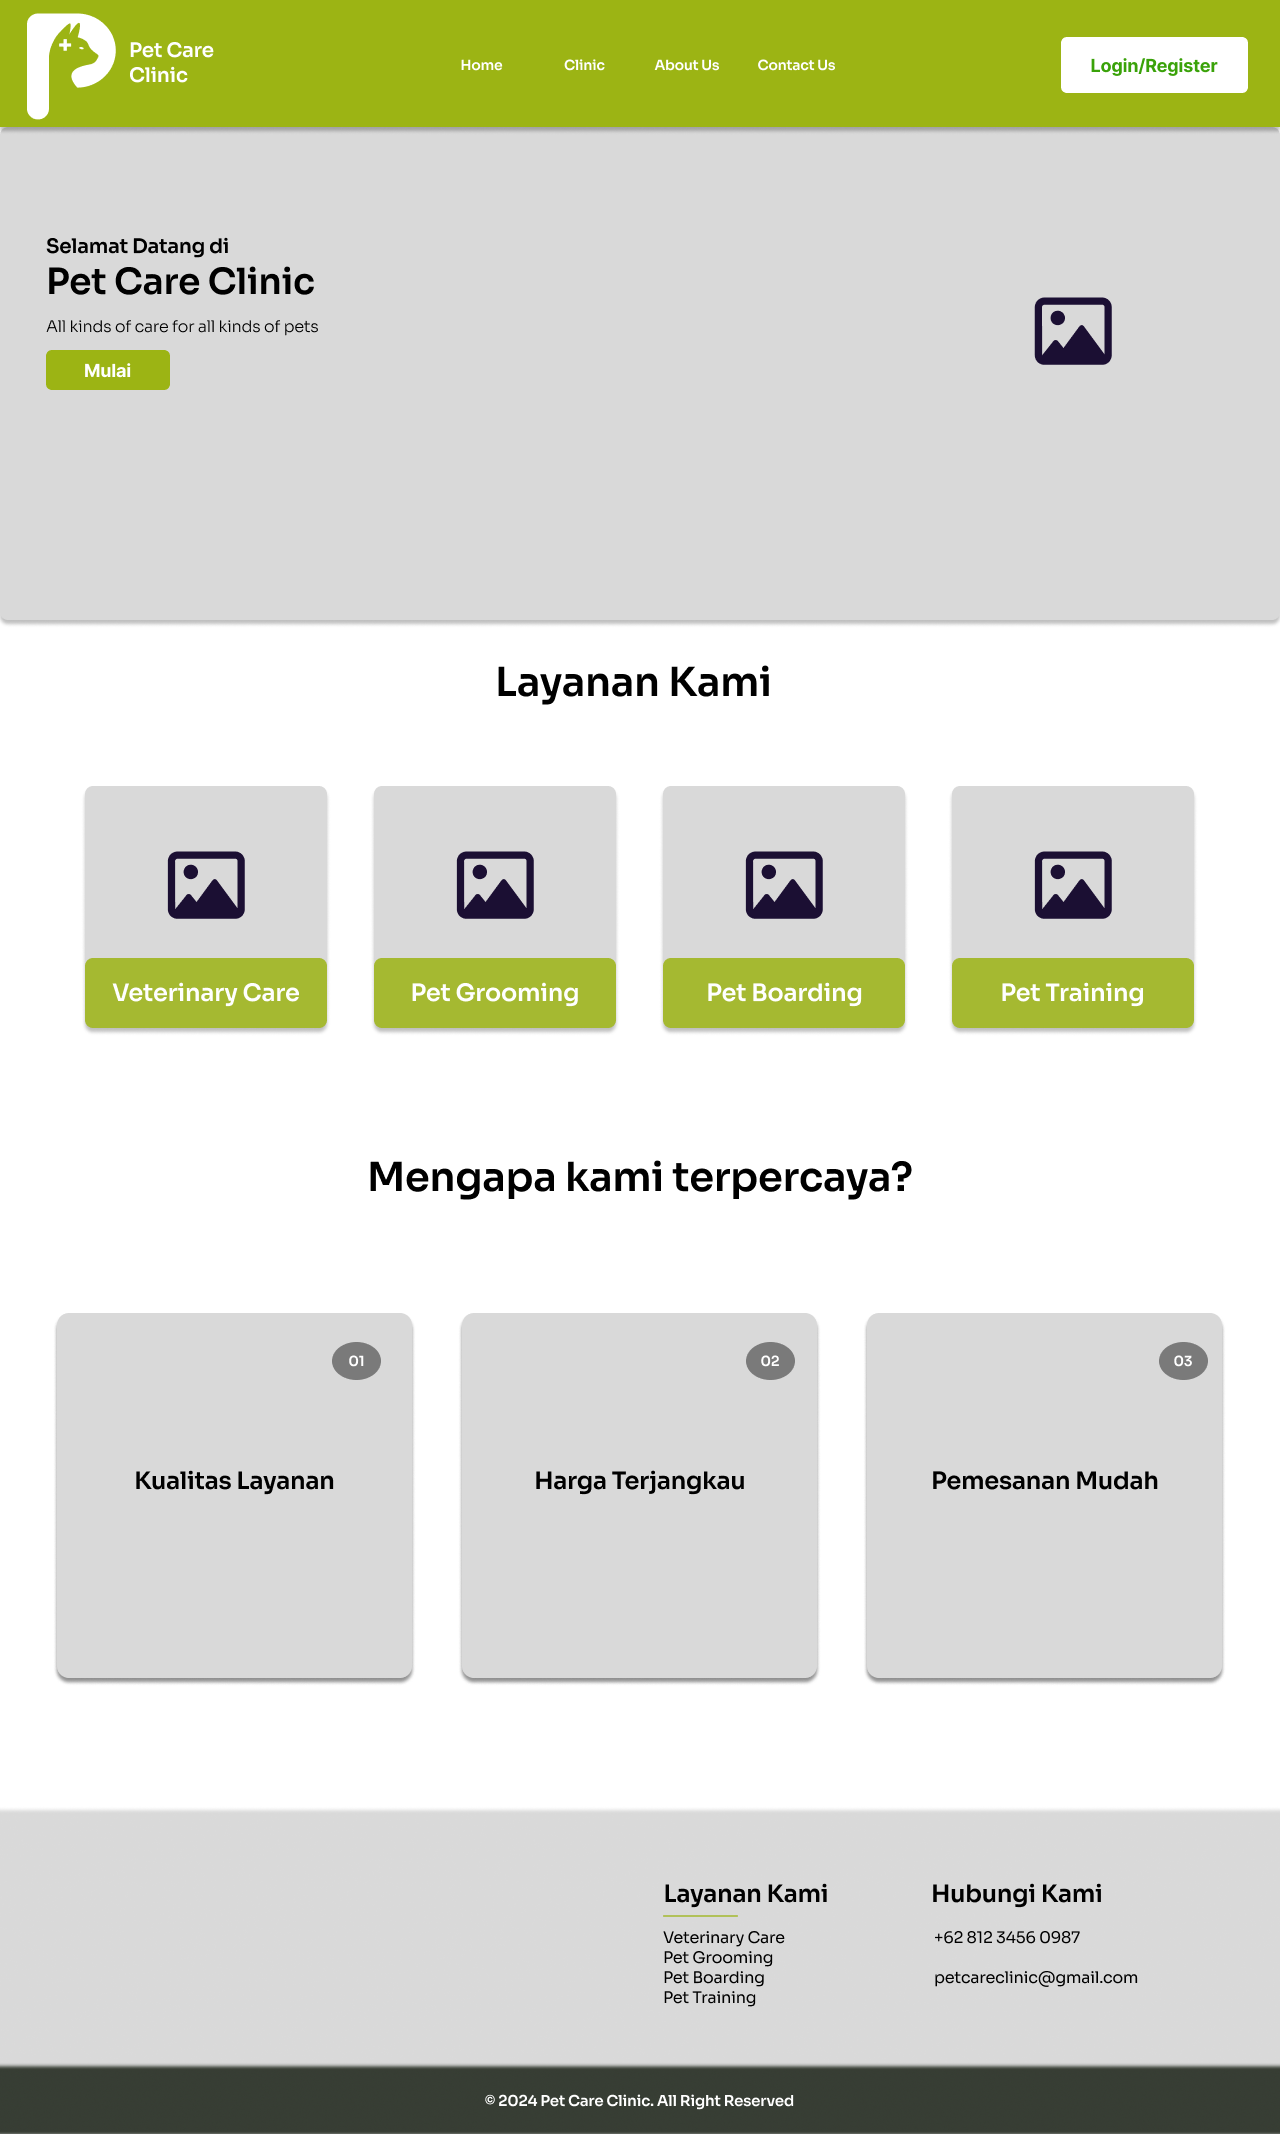 Pet Care
Clinic
Home
Clinic
About Us
Contact Us
Login/Register
Selamat Datang di
Pet Care Clinic
All kinds of care for all kinds of pets
Mulai
Layanan Kami
Veterinary Care
Pet Grooming
Pet Boarding
Pet Training
Mengapa kami terpercaya?
01
Kualitas Layanan
02
Harga Terjangkau
03
Pemesanan Mudah
Layanan Kami
Veterinary Care
Pet Grooming
Pet Boarding
Pet Training
Hubungi Kami
+62 812 3456 0987
petcareclinic@gmail.com
© 2024 Pet Care Clinic. All Right Reserved